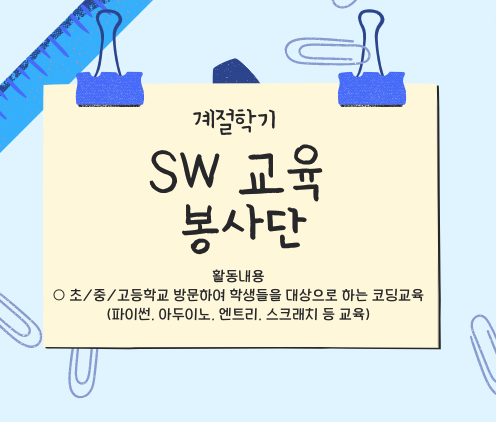 계절학기
SW 교육
봉사단
활동내용
○ 초/중/고등학교 방문하여 학생들을 대상으로 하는 코딩교육
(파이썬, 아두이노, 엔트리, 스크래치 등 교육)